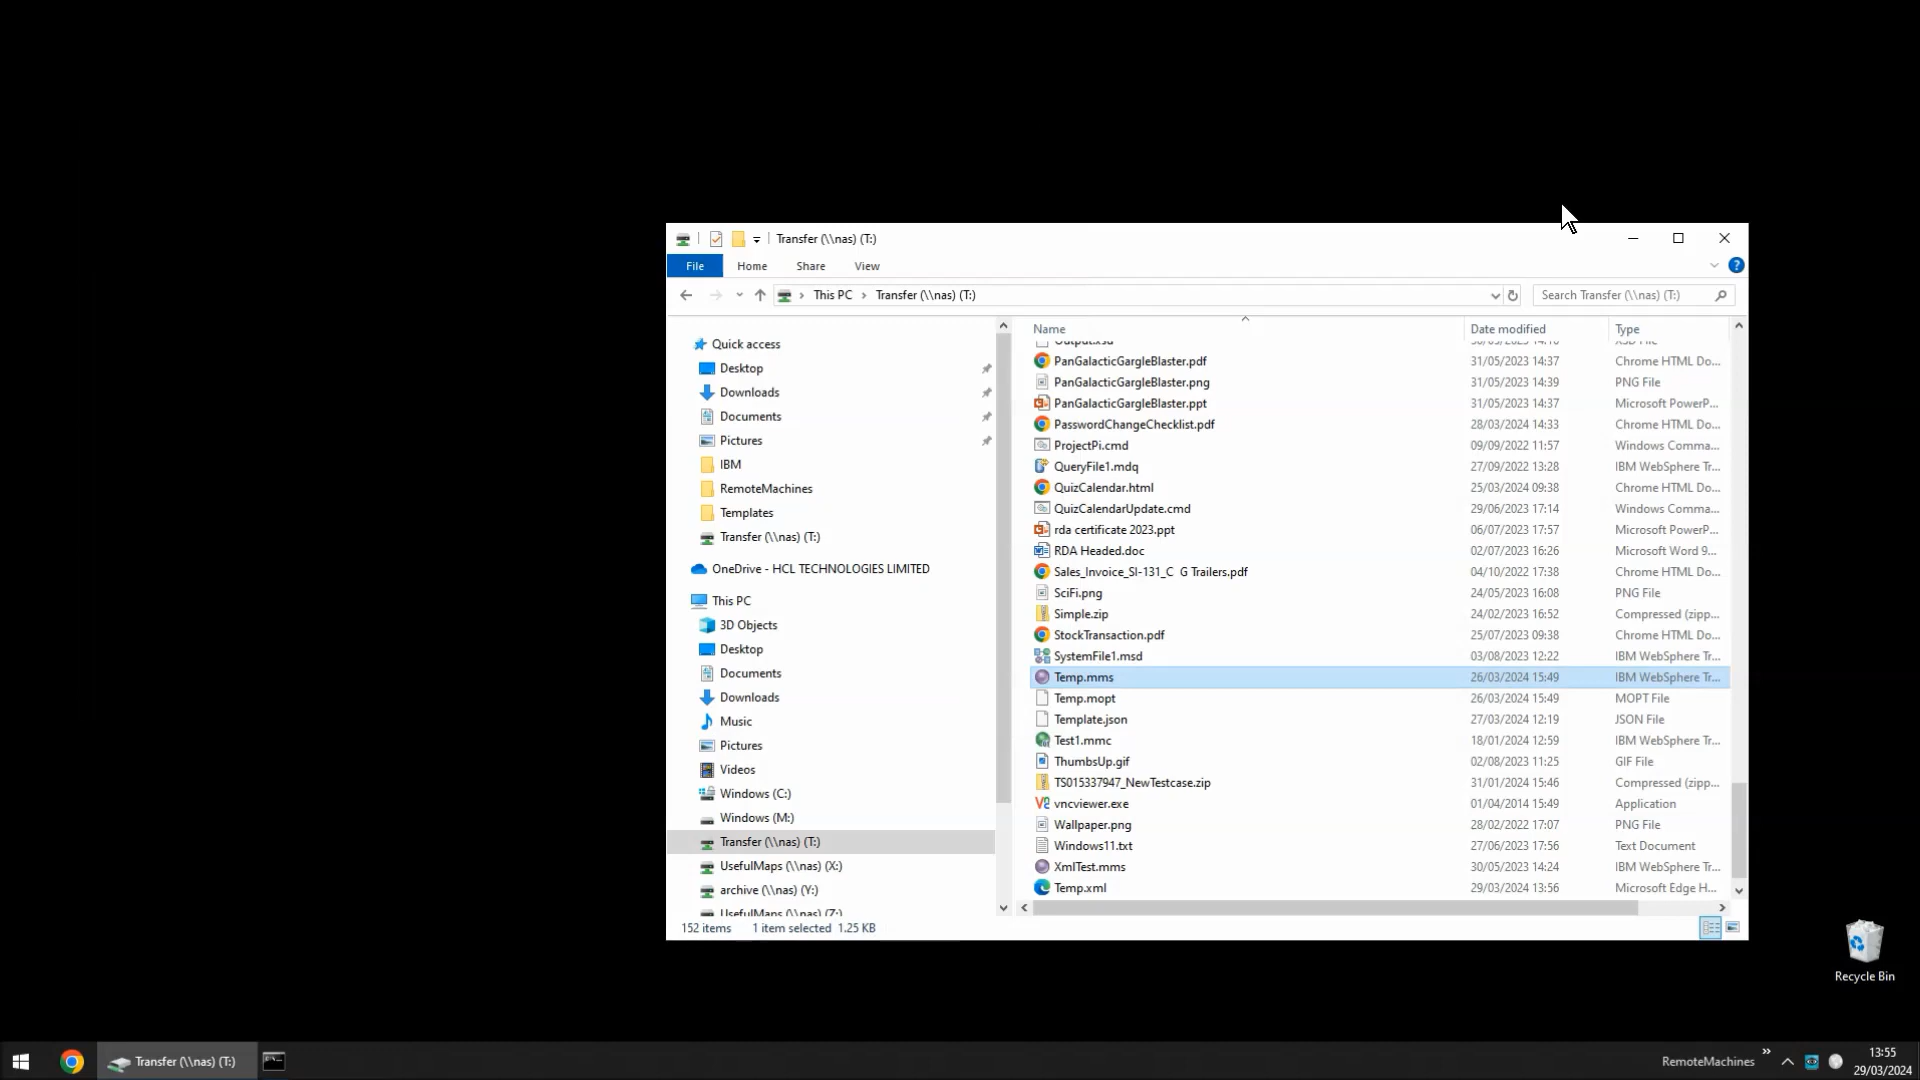 Transfer (\\nas) (T:)
File Home Share View
This PC Transfer (\\nas) (T:) Search Transfer (\\nas) (T:)
Quick access
Desktop
Downloads
Documents
Pictures
IBM
RemoteMachines
Templates
Transfer (\\nas) (T:)
OneDrive - HCL TECHNOLOGIES LIMITED
This PC
3D Objects
Desktop
Documents
Downloads
Music
Pictures
Videos
Windows (C:)
Windows (M:)
Transfer (\\nas) (T:)
UsefulMaps (\\nas) (X:)
archive (\\nas) (Y:)
UsefulMaps (\\nas) (Z:)
Name Date modified Type
Output.xsd
PanGalacticGargleBlaster.pdf 31/05/2023 14:37 Chrome HTML Do...
PanGalacticGargleBlaster.png 31/05/2023 14:39 PNG File
PanGalacticGargleBlaster.ppt 31/05/2023 14:37 Microsoft PowerP...
PasswordChangeChecklist.pdf 28/03/2024 14:33 Chrome HTML Do...
ProjectPi.cmd 09/09/2022 11:57 Windows Comma...
QueryFile1.mdq 27/09/2022 13:28 IBM WebSphere Tr...
QuizCalendar.html 25/03/2024 09:38 Chrome HTML Do...
QuizCalendarUpdate.cmd 29/06/2023 17:14 Windows Comma...
rda certificate 2023.ppt 06/07/2023 17:57 Microsoft PowerP...
RDA Headed.doc 02/07/2023 16:26 Microsoft Word 9...
Sales_Invoice_SI-131_C  G Trailers.pdf 04/10/2022 17:38 Chrome HTML Do...
SciFi.png 24/05/2023 16:08 PNG File
Simple.zip 24/02/2023 16:52 Compressed (zipp...
StockTransaction.pdf 25/07/2023 09:38 Chrome HTML Do...
SystemFile1.msd 03/08/2023 12:22 IBM WebSphere Tr...
Temp.mms 26/03/2024 15:49 IBM WebSphere Tr...
Temp.mopt 26/03/2024 15:49 MOPT File
Template.json 27/03/2024 12:19 JSON File
Test1.mmc 18/01/2024 12:59 IBM WebSphere Tr...
ThumbsUp.gif 02/08/2023 11:25 GIF File
TS015337947_NewTestcase.zip 31/01/2024 15:46 Compressed (zipp...
vncviewer.exe 01/04/2014 15:49 Application
Wallpaper.png 28/02/2022 17:07 PNG File
Windows11.txt 27/06/2023 17:56 Text Document
XmlTest.mms 30/05/2023 14:24 IBM WebSphere Tr...
Temp.xml 29/03/2024 13:56 Microsoft Edge H...
152 items 1 item selected 1.25 KB
Recycle Bin
Transfer (\\nas) (T:)
RemoteMachines
13:55
29/03/2024